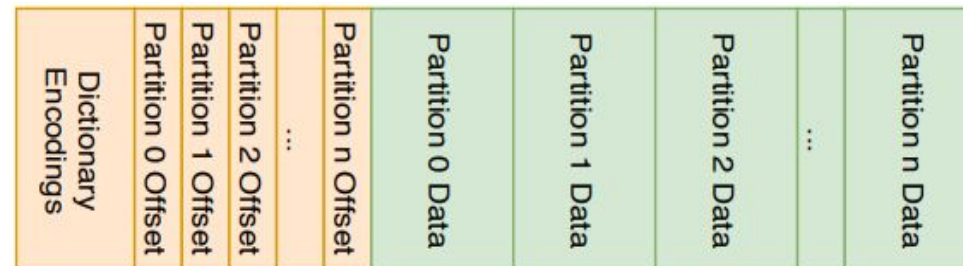 Dictionary
Encodings
Partition 0 Offset
Partition 1 Offset
Partition 2 Offset
...
Partition n Offset
Partition 0 Data
Partition 1 Data
Partition 2 Data
...
Partition n Data